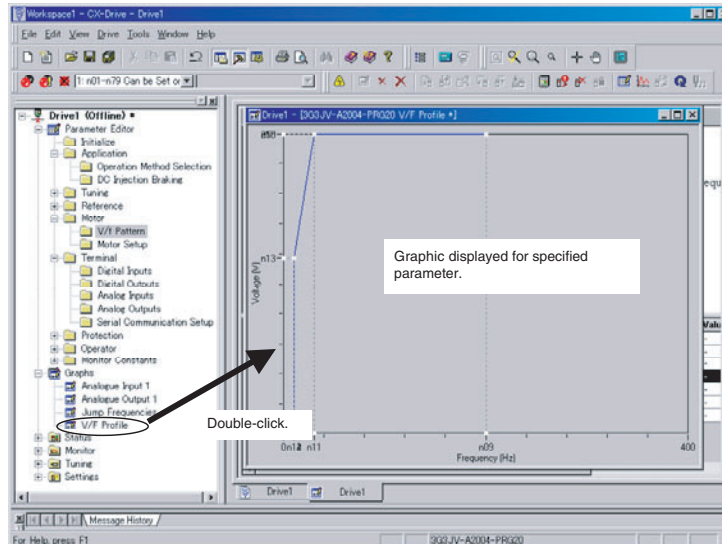 Workspace1 - CX-Drive - Drive1
File Edit View Drive Tools Window Help
1: n01-n79 Can be Set or
Drive1 (Offline) *
Parameter Editor
Initialize
Application
Operation Method Selection
DC Injection Braking
Tuning
Reference
Motor
V/f Pattern
Motor Setup
Terminal
Digital Inputs
Digital Outputs
Analog Inputs
Analog Outputs
Serial Communication Setup
Protection
Operator
Monitor Constants
Graphs
Analogue Input 1
Analogue Output 1
Jump Frequencies
V/F Profile
Status
Monitor
Tuning
Settings
Double-click.
Drive1 - [3G3JV-A2004-PRG20 V/F Profile *]
n13
Voltage [V]
Graphic displayed for specified
parameter.
n11
n09
400
Frequency [Hz]
equ
Valu
Drive1
Drive1
Message History
For Help, press F1
3G3JV-A2004-PRG20